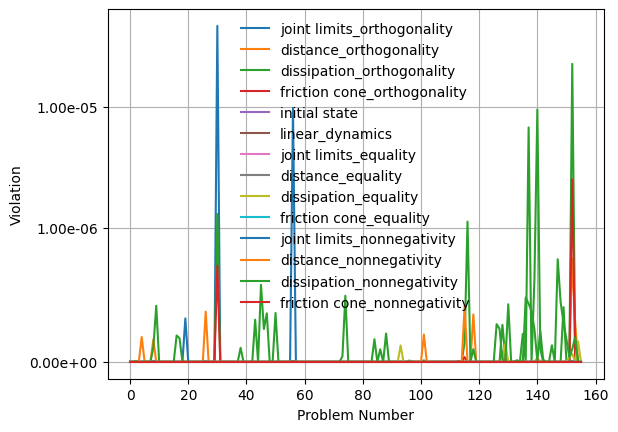 joint limits_orthogonality
distance_orthogonality
dissipation_orthogonality
friction cone_orthogonality
initial state
linear_dynamics
joint limits_equality
distance_equality
dissipation_equality
friction cone_equality
joint limits_nonnegativity
distance_nonnegativity
dissipation_nonnegativity
friction cone_nonnegativity
Violation
1.00e-05
1.00e-06
0.00e+00
0 20 40 60 80 100 120 140 160
Problem Number